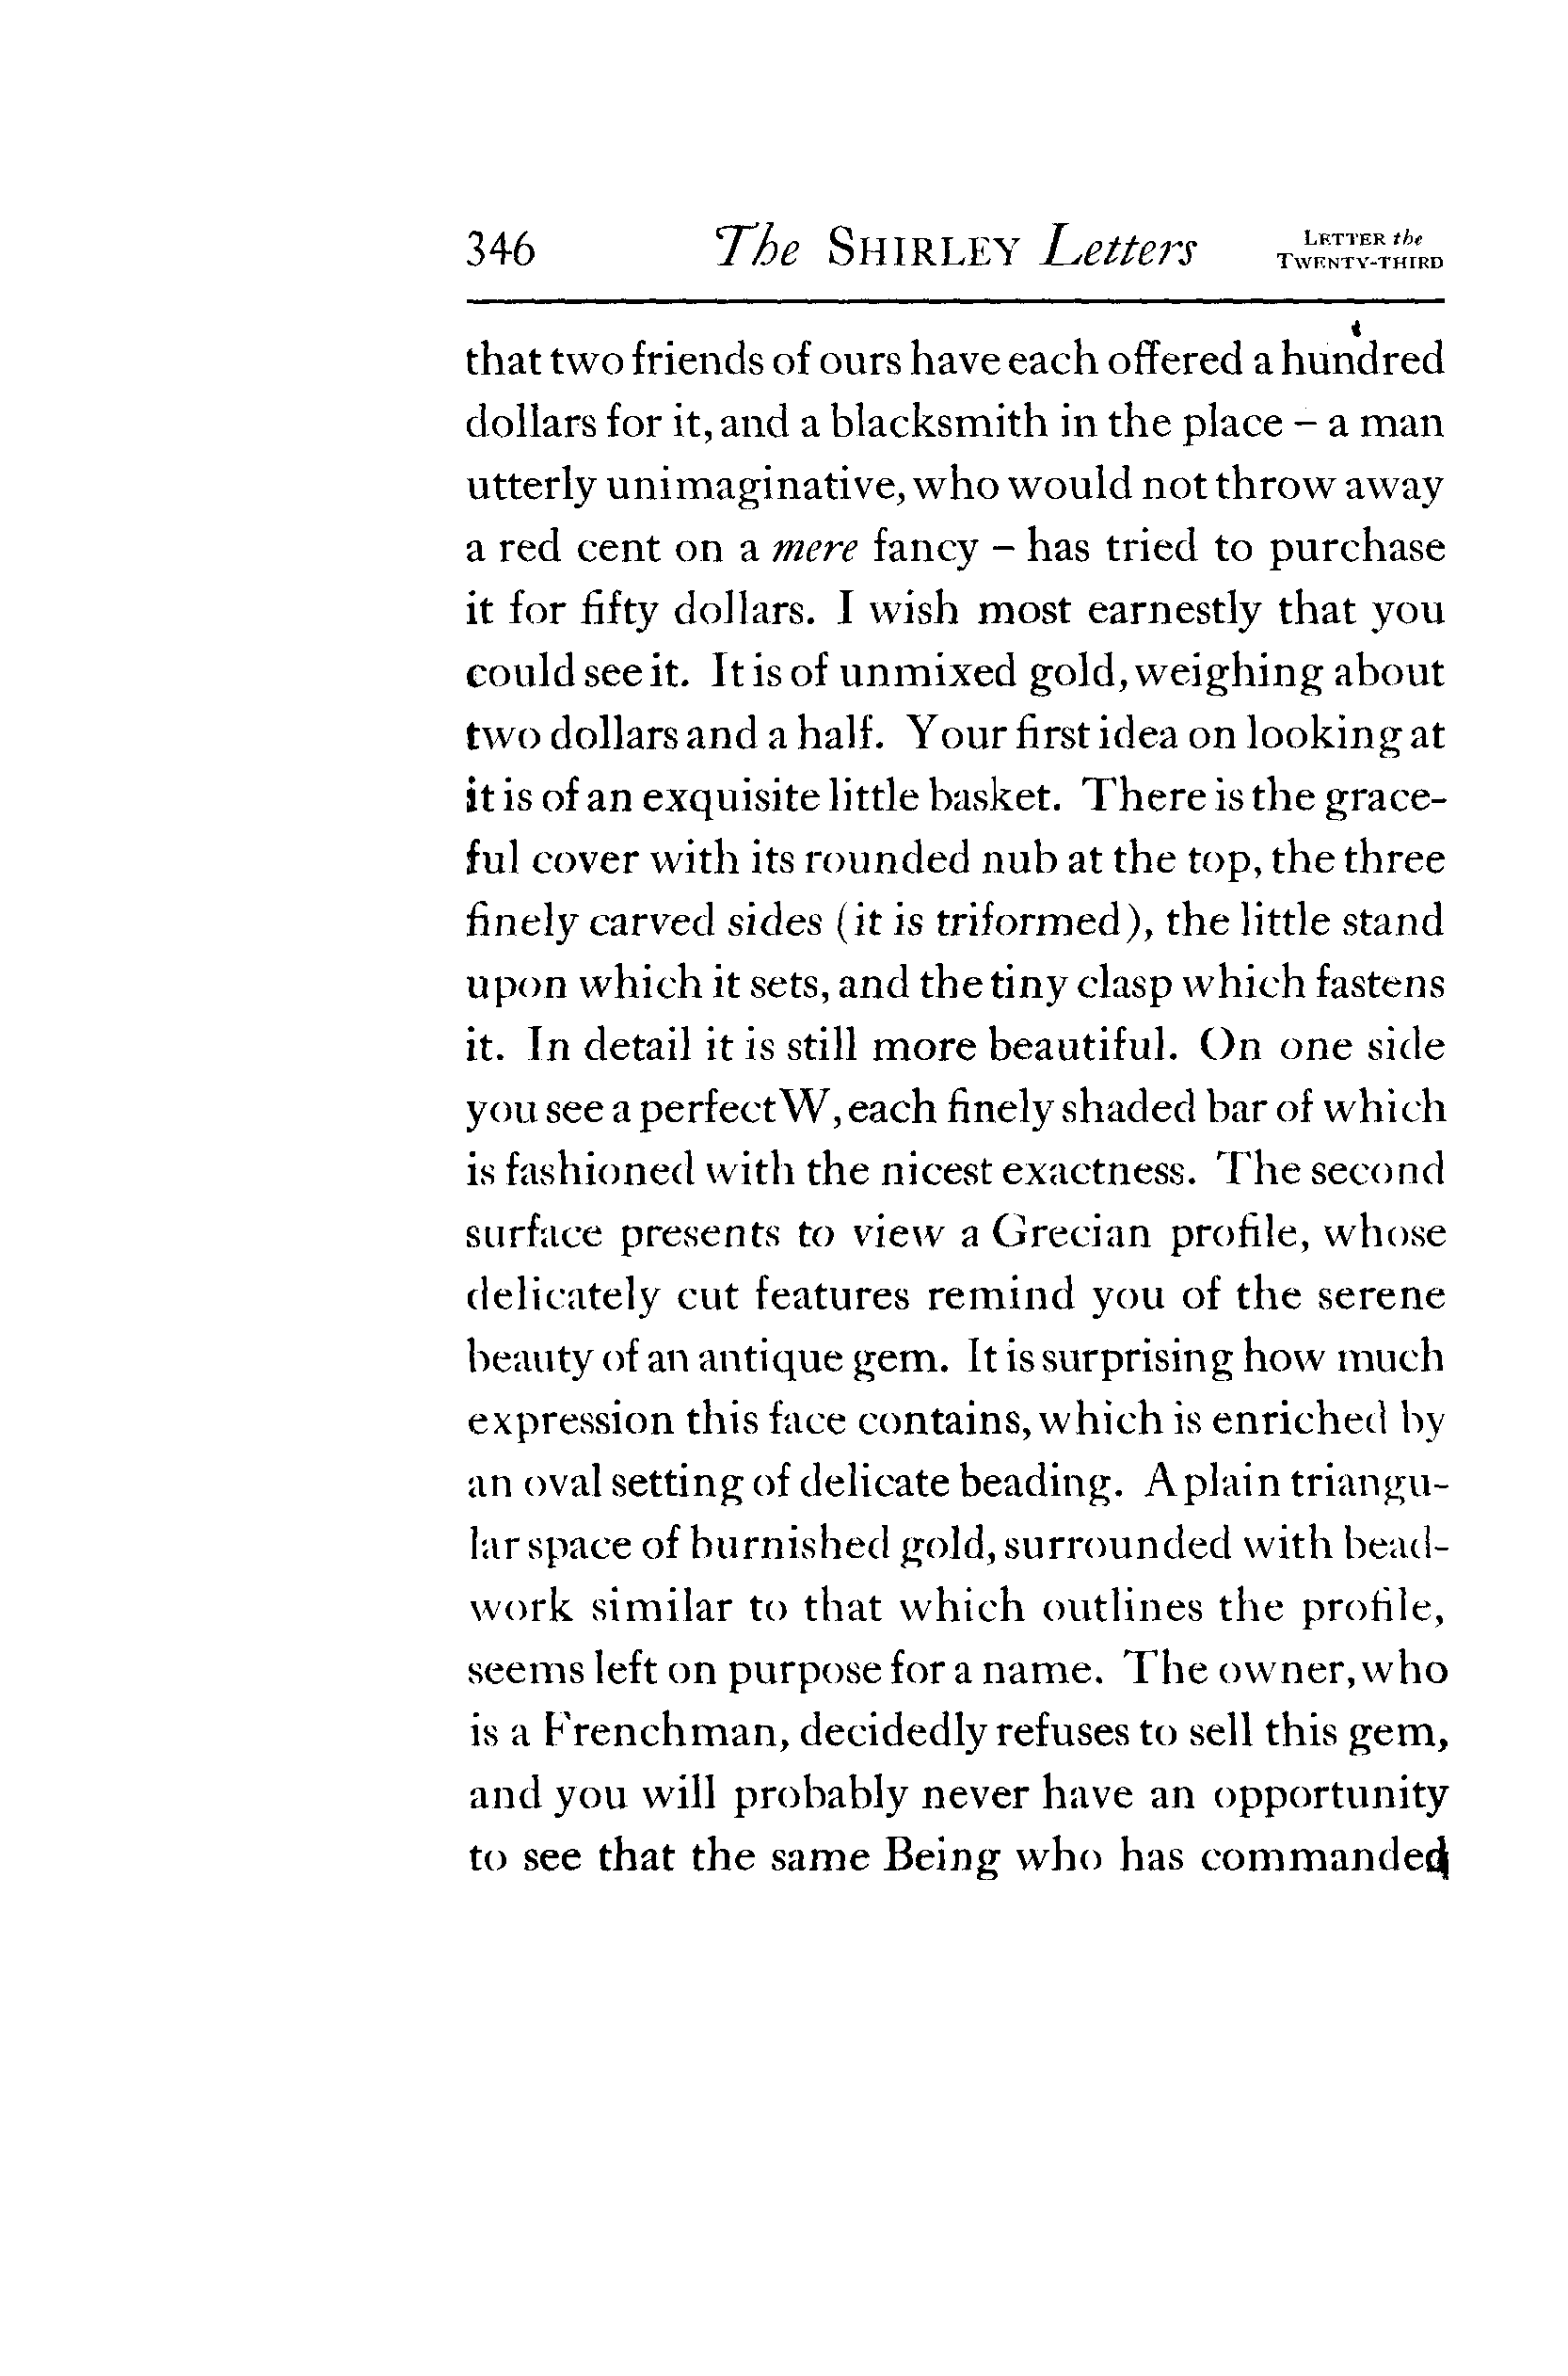 346 The SHIRLEY Letters LETTER the TWENTY-THIRD
that two friends of ours have each offered a hundred
dollars for it, and a blacksmith in the place – a man
utterly unimaginative, who would not throw away
a red cent on a mere fancy – has tried to purchase
it for fifty dollars. I wish most earnestly that you
could see it. It is of unmixed gold, weighing about
two dollars and a half. Your first idea on looking at
it is of an exquisite little basket. There is the grace-
ful cover with its rounded nub at the top, the three
finely carved sides (it is triformed), the little stand
upon which it sets, and the tiny clasp which fastens
it. In detail it is still more beautiful. On one side
you see a perfect W, each finely shaded bar of which
is fashioned with the nicest exactness. The second
surface presents to view a Grecian profile, whose
delicately cut features remind you of the serene
beauty of an antique gem. It is surprising how much
expression this face contains, which is enriched by
an oval setting of delicate beading. A plain triangu-
lar space of burnished gold, surrounded with bead-
work similar to that which outlines the profile,
seems left on purpose for a name. The owner, who
is a Frenchman, decidedly refuses to sell this gem,
and you will probably never have an opportunity
to see that the same Being who has commanded